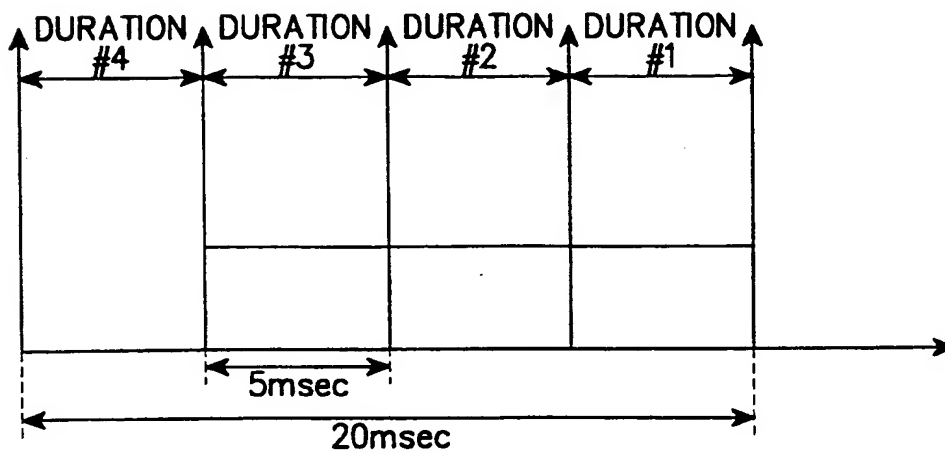 DURATION DURATION DURATION DURATION
#4 #3 #2 #1
5msec
20msec